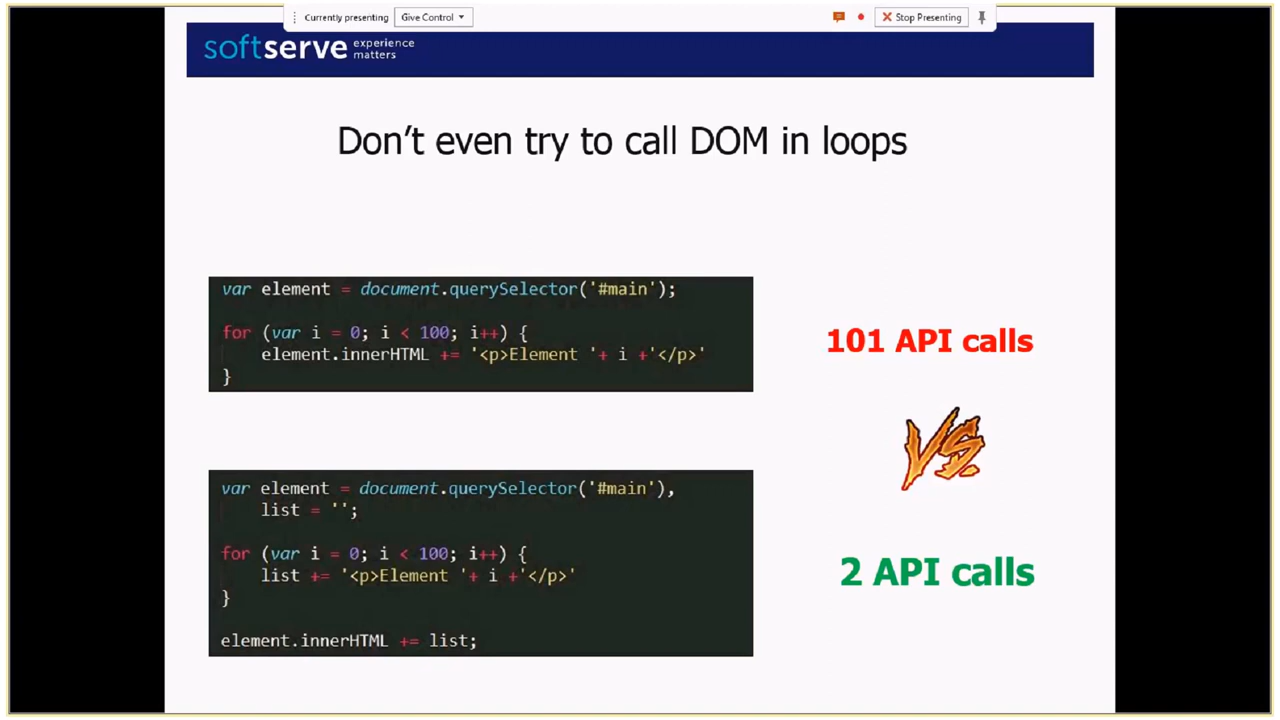 Currently presenting Give Control Stop Presenting
softserve experience matters
Don't even try to call DOM in loops
var element = document.querySelector('#main');
for (var i = 0; i < 100; i++) {
element.innerHTML += '<p>Element '+ i +'</p>'
}
101 API calls
VS
var element = document.querySelector('#main'),
list = '';
for (var i = 0; i < 100; i++) {
list += '<p>Element '+ i +'</p>'
}
element.innerHTML += list;
2 API calls